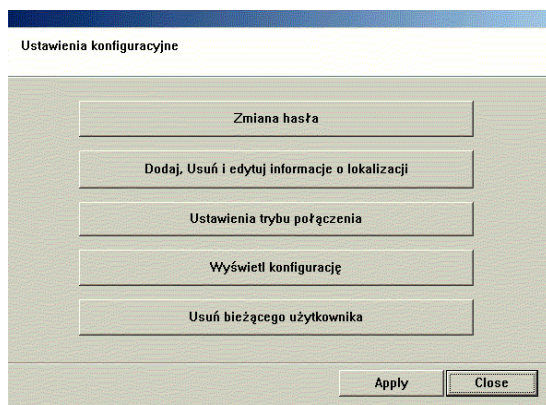 Ustawienia konfiguracyjne
Zmiana hasła
Dodaj, Usuń i edytuj informacje o lokalizacji
Ustawienia trybu połączenia
Wyświetl konfigurację
Usuń bieżącego użytkownika
Apply Close